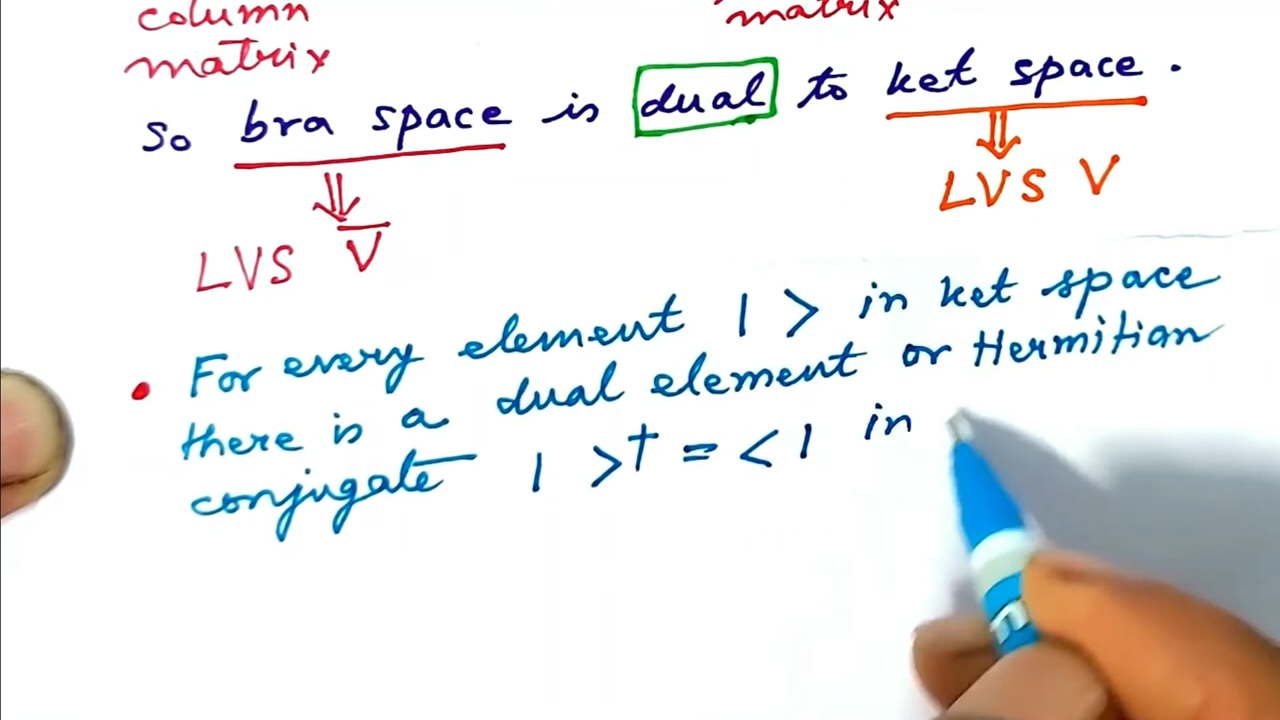 column
matrix
matrix
So bra space is dual to ket space.
⇓ ⇓
LVS V̅
LVS V
• For every element | > in ket space
there is a dual element or Hermitian
conjugate | >† = < | in